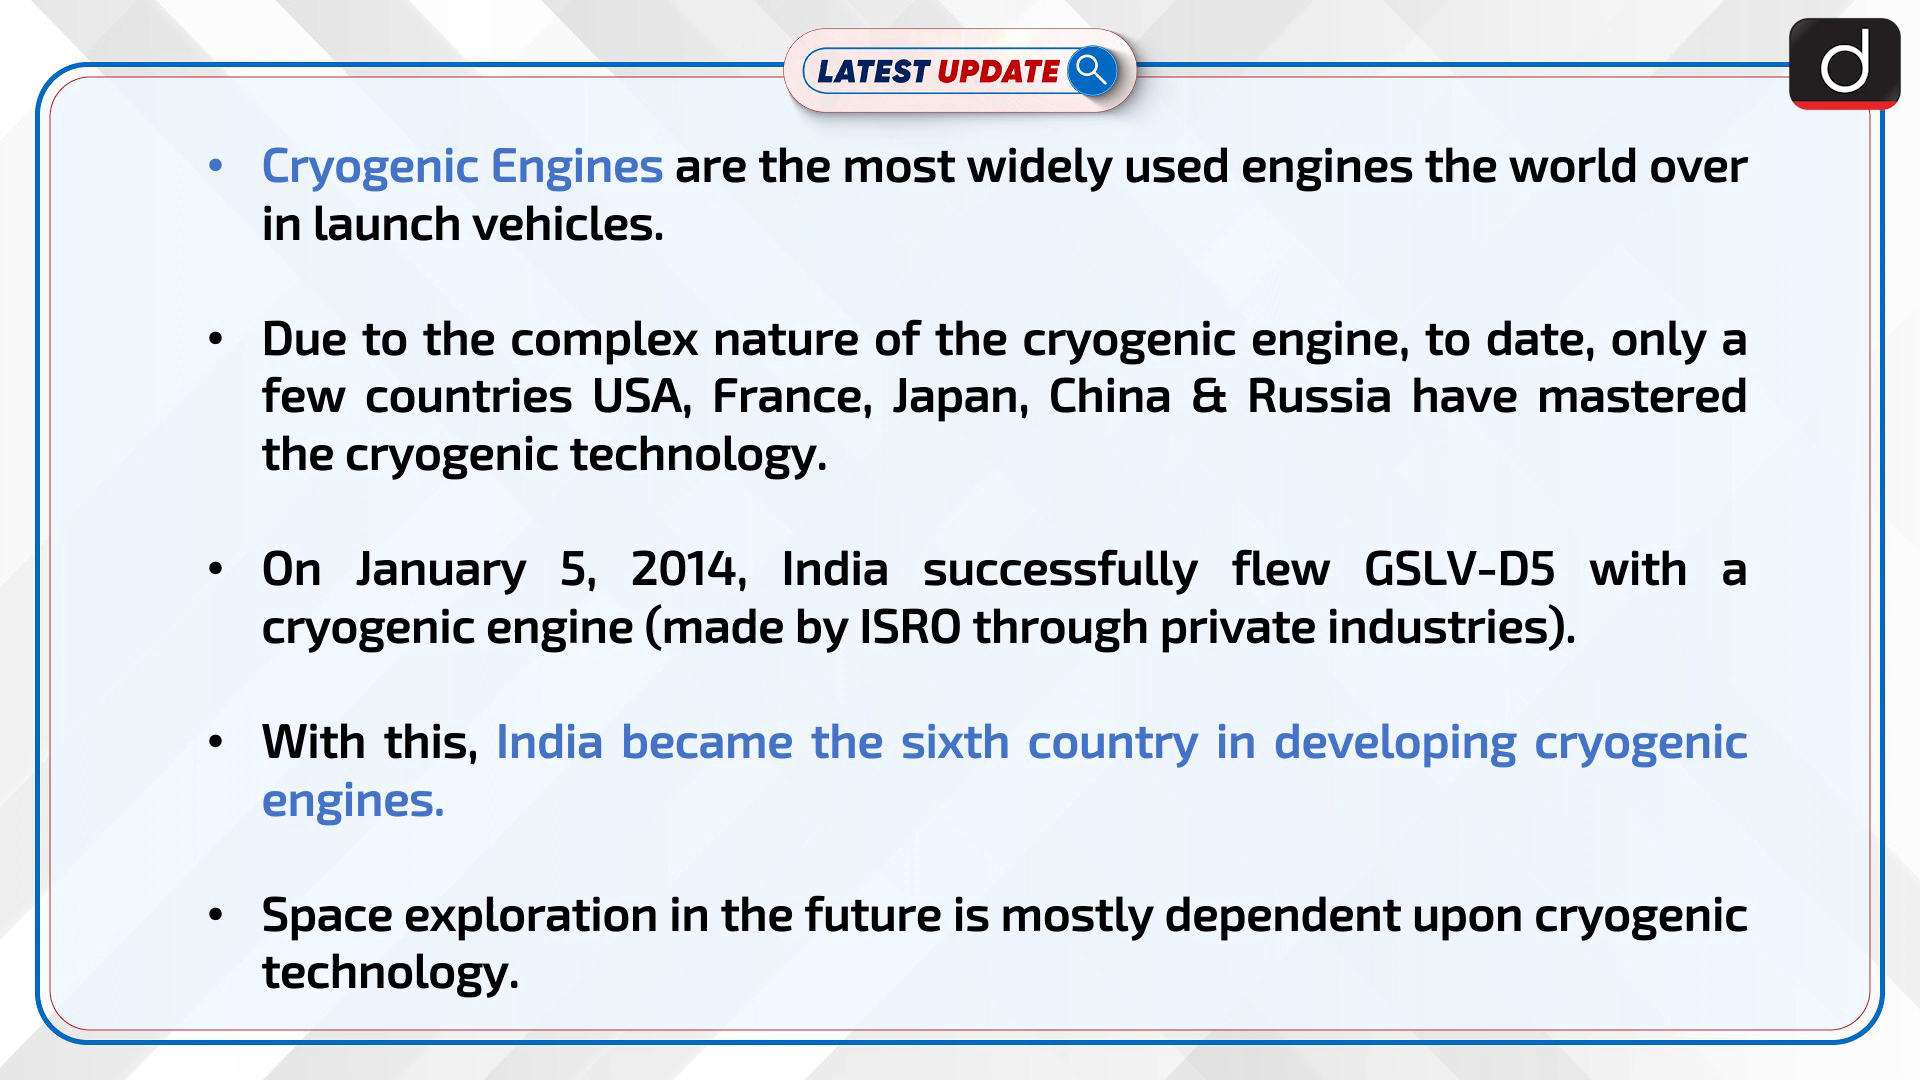 LATEST UPDATE
d
• Cryogenic Engines are the most widely used engines the world over
in launch vehicles.
• Due to the complex nature of the cryogenic engine, to date, only a
few countries USA, France, Japan, China & Russia have mastered
the cryogenic technology.
• On January 5, 2014, India successfully flew GSLV-D5 with a
cryogenic engine (made by ISRO through private industries).
• With this, India became the sixth country in developing cryogenic
engines.
• Space exploration in the future is mostly dependent upon cryogenic
technology.